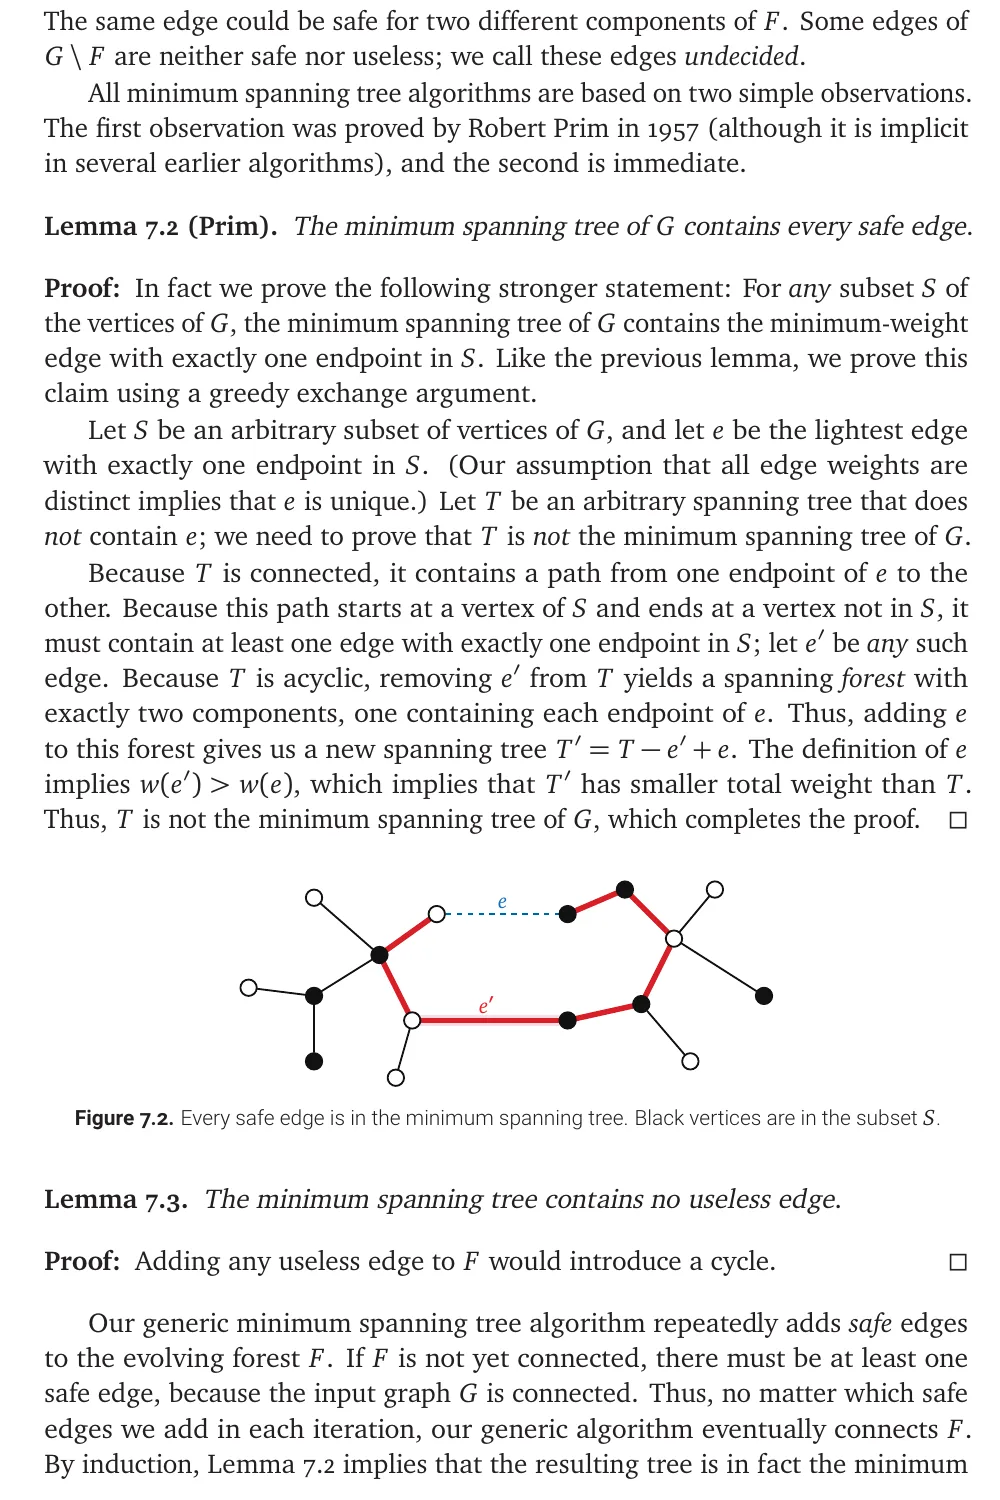 The same edge could be safe for two different components of F. Some edges of
G \ F are neither safe nor useless; we call these edges undecided.
All minimum spanning tree algorithms are based on two simple observations.
The first observation was proved by Robert Prim in 1957 (although it is implicit
in several earlier algorithms), and the second is immediate.
Lemma 7.2 (Prim). The minimum spanning tree of G contains every safe edge.
Proof: In fact we prove the following stronger statement: For any subset S of
the vertices of G, the minimum spanning tree of G contains the minimum-weight
edge with exactly one endpoint in S. Like the previous lemma, we prove this
claim using a greedy exchange argument.
Let S be an arbitrary subset of vertices of G, and let e be the lightest edge
with exactly one endpoint in S. (Our assumption that all edge weights are
distinct implies that e is unique.) Let T be an arbitrary spanning tree that does
not contain e; we need to prove that T is not the minimum spanning tree of G.
Because T is connected, it contains a path from one endpoint of e to the
other. Because this path starts at a vertex of S and ends at a vertex not in S, it
must contain at least one edge with exactly one endpoint in S; let e′ be any such
edge. Because T is acyclic, removing e′ from T yields a spanning forest with
exactly two components, one containing each endpoint of e. Thus, adding e
to this forest gives us a new spanning tree T′ = T − e′ + e. The definition of e
implies w(e′) > w(e), which implies that T′ has smaller total weight than T.
Thus, T is not the minimum spanning tree of G, which completes the proof. □
e
e′
Figure 7.2. Every safe edge is in the minimum spanning tree. Black vertices are in the subset S.
Lemma 7.3. The minimum spanning tree contains no useless edge.
Proof: Adding any useless edge to F would introduce a cycle. □
Our generic minimum spanning tree algorithm repeatedly adds safe edges
to the evolving forest F. If F is not yet connected, there must be at least one
safe edge, because the input graph G is connected. Thus, no matter which safe
edges we add in each iteration, our generic algorithm eventually connects F.
By induction, Lemma 7.2 implies that the resulting tree is in fact the minimum